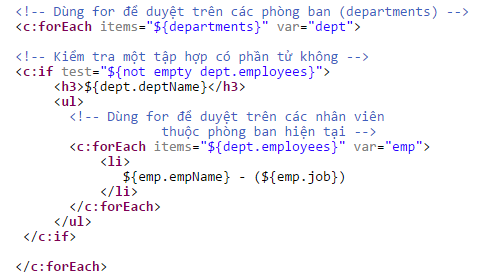 <!-- Dùng for để duyệt trên các phòng ban (departments) -->
<c:forEach items="${departments}" var="dept">
<!-- Kiểm tra một tập hợp có phần tử không -->
<c:if test="${not empty dept.employees}">
<h3>${dept.deptName}</h3>
<ul>
<!-- Dùng for để duyệt trên các nhân viên
thuộc phòng ban hiện tại -->
<c:forEach items="${dept.employees}" var="emp">
<li>
${emp.empName} - (${emp.job})
</li>
</c:forEach>
</ul>
</c:if>
</c:forEach>